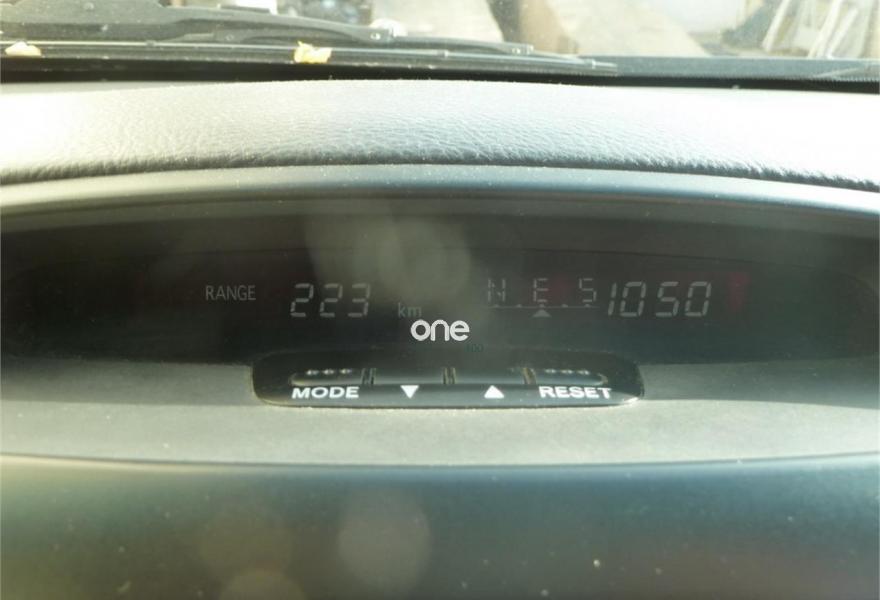 RANGE 223 km N.E.S 1050
one
MODE ▼ ▲ RESET